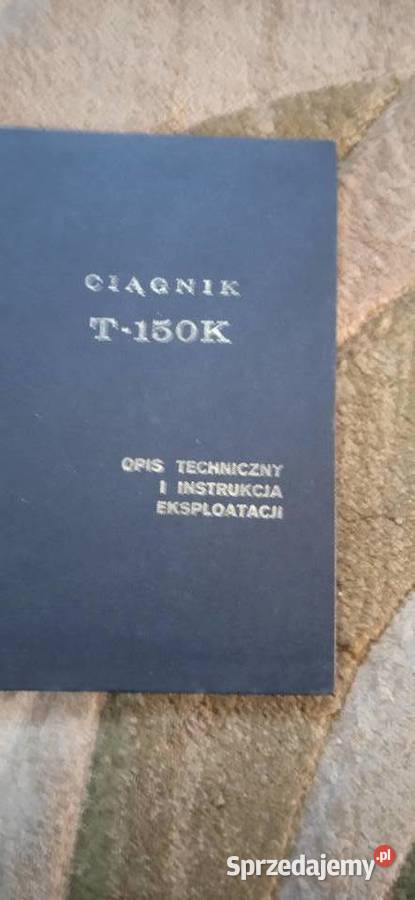 CIĄGNIK
T-150K
OPIS TECHNICZNY
I INSTRUKCJA
EKSPLOATACJI
Sprzedajemy.pl